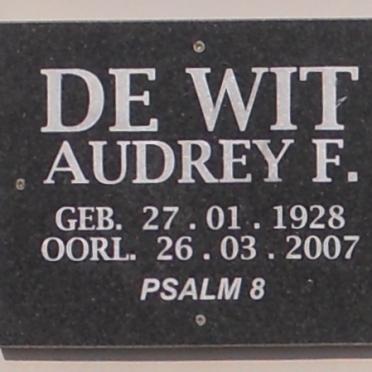 DE WIT
AUDREY F.
GEB. 27.01.1928
OORL. 26.03.2007
PSALM 8